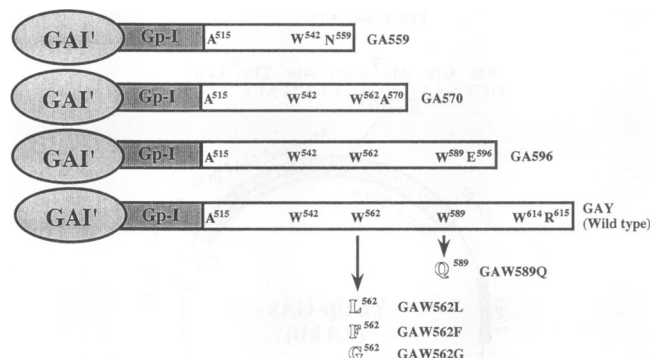 GAI' Gp-I A515 W542 N559 GA559
GAI' Gp-I A515 W542 W562 A570 GA570
GAI' Gp-I A515 W542 W562 W589 E596 GA596
GAI' Gp-I A515 W542 W562 W589 W614 R615 GAY
(Wild type)
Q589 GAW589Q
L562 GAW562L
F562 GAW562F
G562 GAW562G